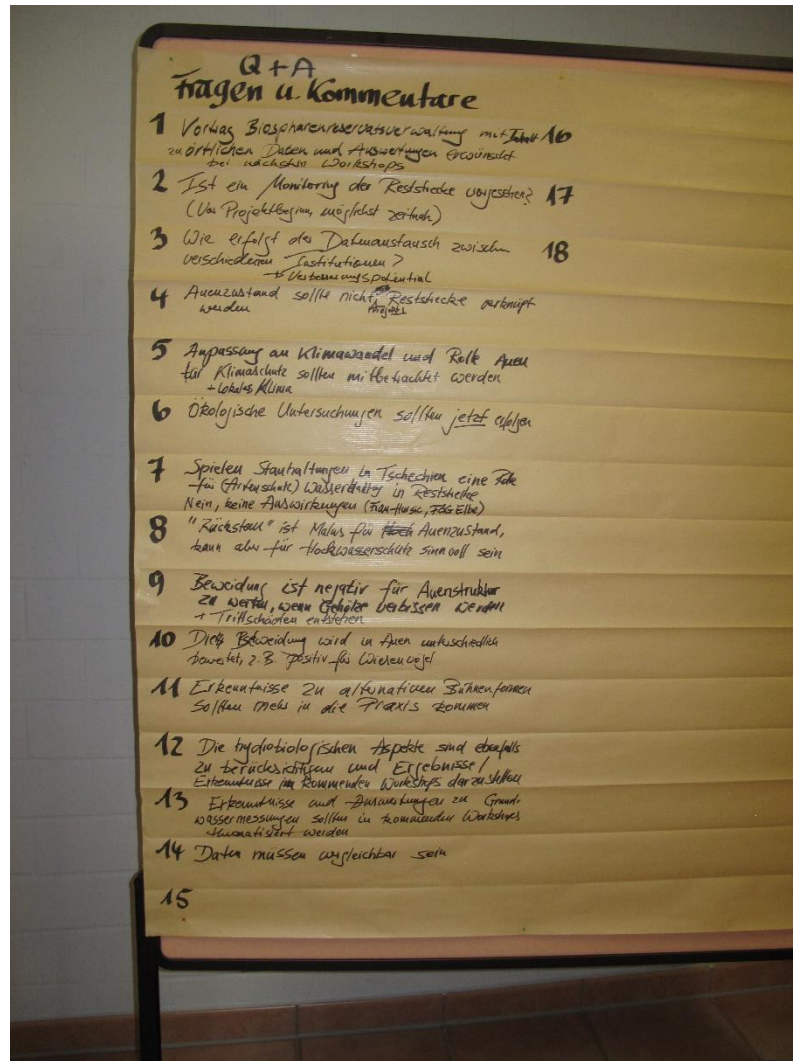 Q + A
Fragen u. Kommentare
1 Vortrag Biosphärenreservatsverwaltung mit Inhalt 16
zu örtlichen Daten und Auswertungen erwünscht
bei nächsten Workshops
2 Ist ein Monitoring der Reststrecke vorgesehen? 17
(Vor Projektbeginn, möglichst zeitnah)
3 Wie erfolgt der Datenaustausch zwischen 18
verschiedenen Institutionen?
→ Verbesserungspotential
4 Auenzustand sollte nicht Reststrecke verknüpft
werden
5 Anpassung an Klimawandel und Rolle Auen
für Klimaschutz sollten mitbetrachtet werden
+ lokales Klima
6 Ökologische Untersuchungen sollten jetzt erfolgen
7 Spielen Stauhaltungen in Tschechien eine Rolle
für (Artenschutz) Wasserhaltung in Reststrecke
Nein, keine Auswirkungen (Frau Hursie, FGG Elbe)
8 "Rückstau" ist Malus für Auenzustand,
kann aber für Hochwasserschutz sinnvoll sein
9 Beweidung ist negativ für Auenstruktur
zu werten, wenn Gehölze verbissen werden
+ Trittschäden entstehen
10 Beweidung wird in Auen unterschiedlich
bewertet, z.B. positiv für Wiesenvögel
11 Erkenntnisse zu alternativen Buhnenformen
sollten mehr in die Praxis kommen
12 Die hydrobiologischen Aspekte sind ebenfalls
zu berücksichtigen und Ergebnisse/
Erkenntnisse in kommenden Workshops darzustellen
13 Erkenntnisse und Auswertungen zu Grund-
wassermessungen sollten in kommenden Workshops
thematisiert werden
14 Daten müssen vergleichbar sein
15